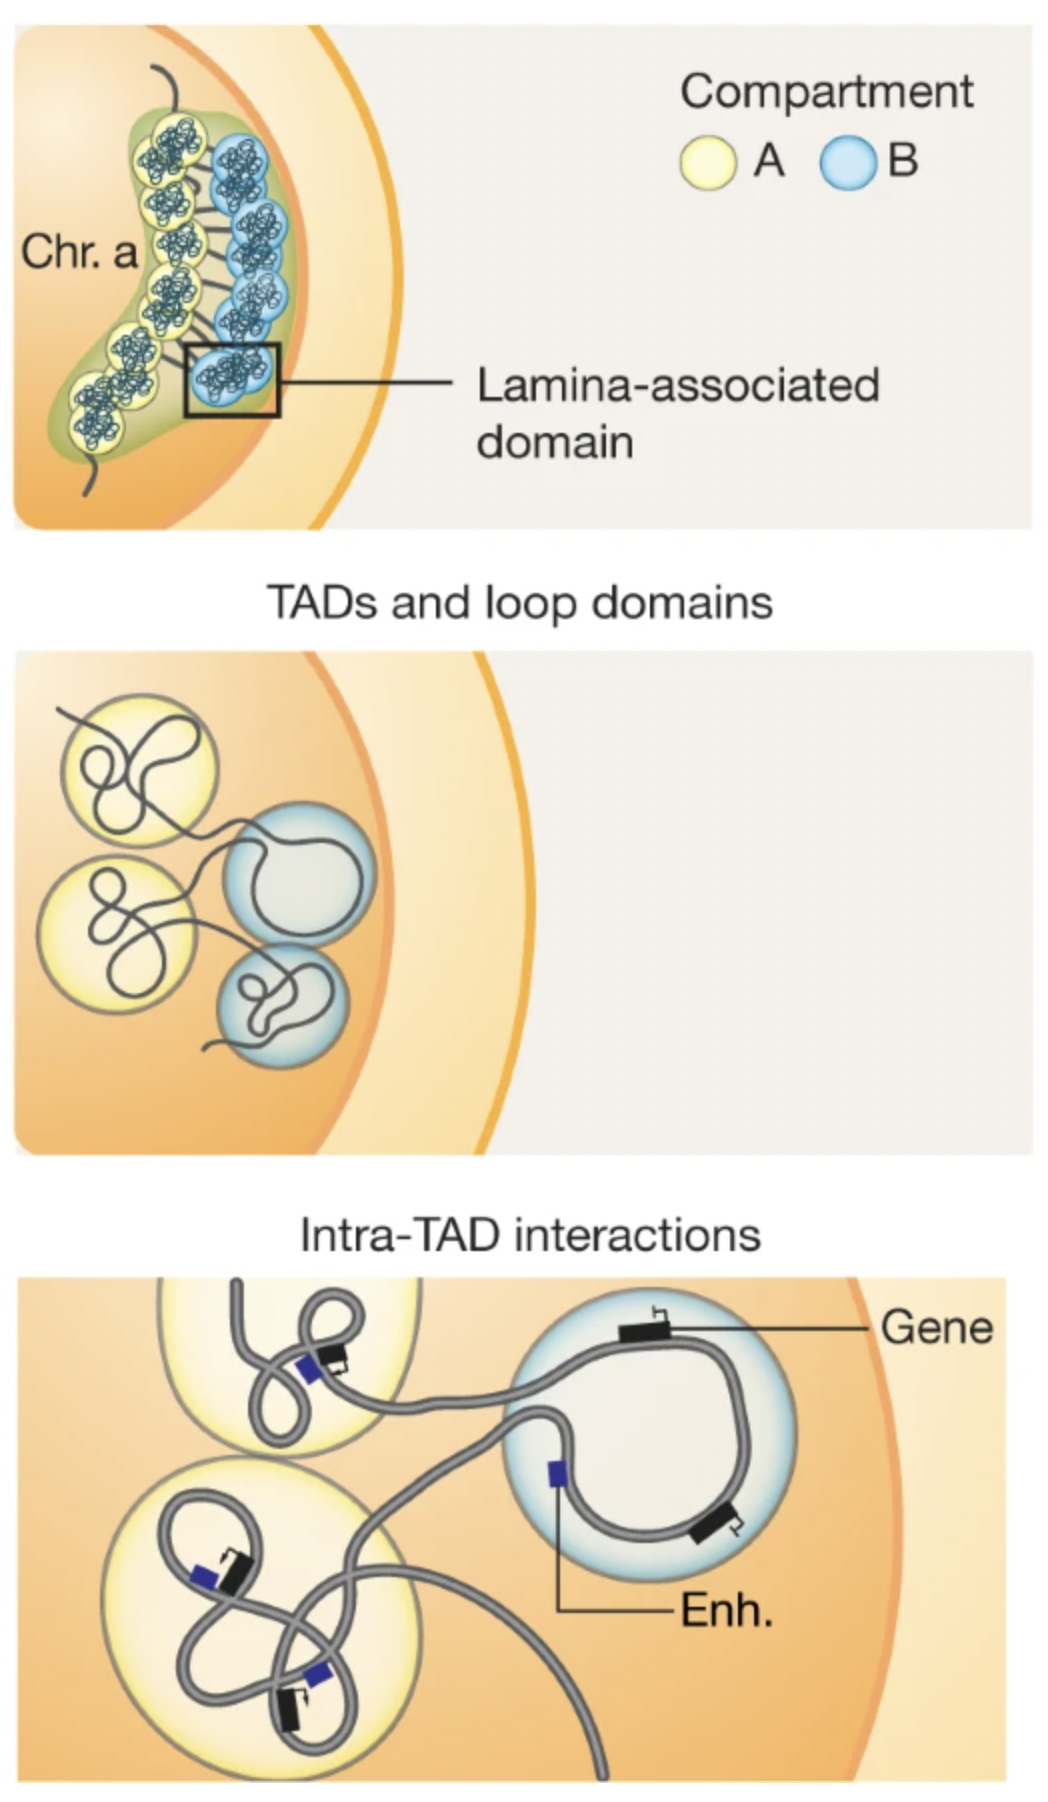 Compartment
A B
Chr. a
Lamina-associated
domain
TADs and loop domains
Intra-TAD interactions
Gene
Enh.